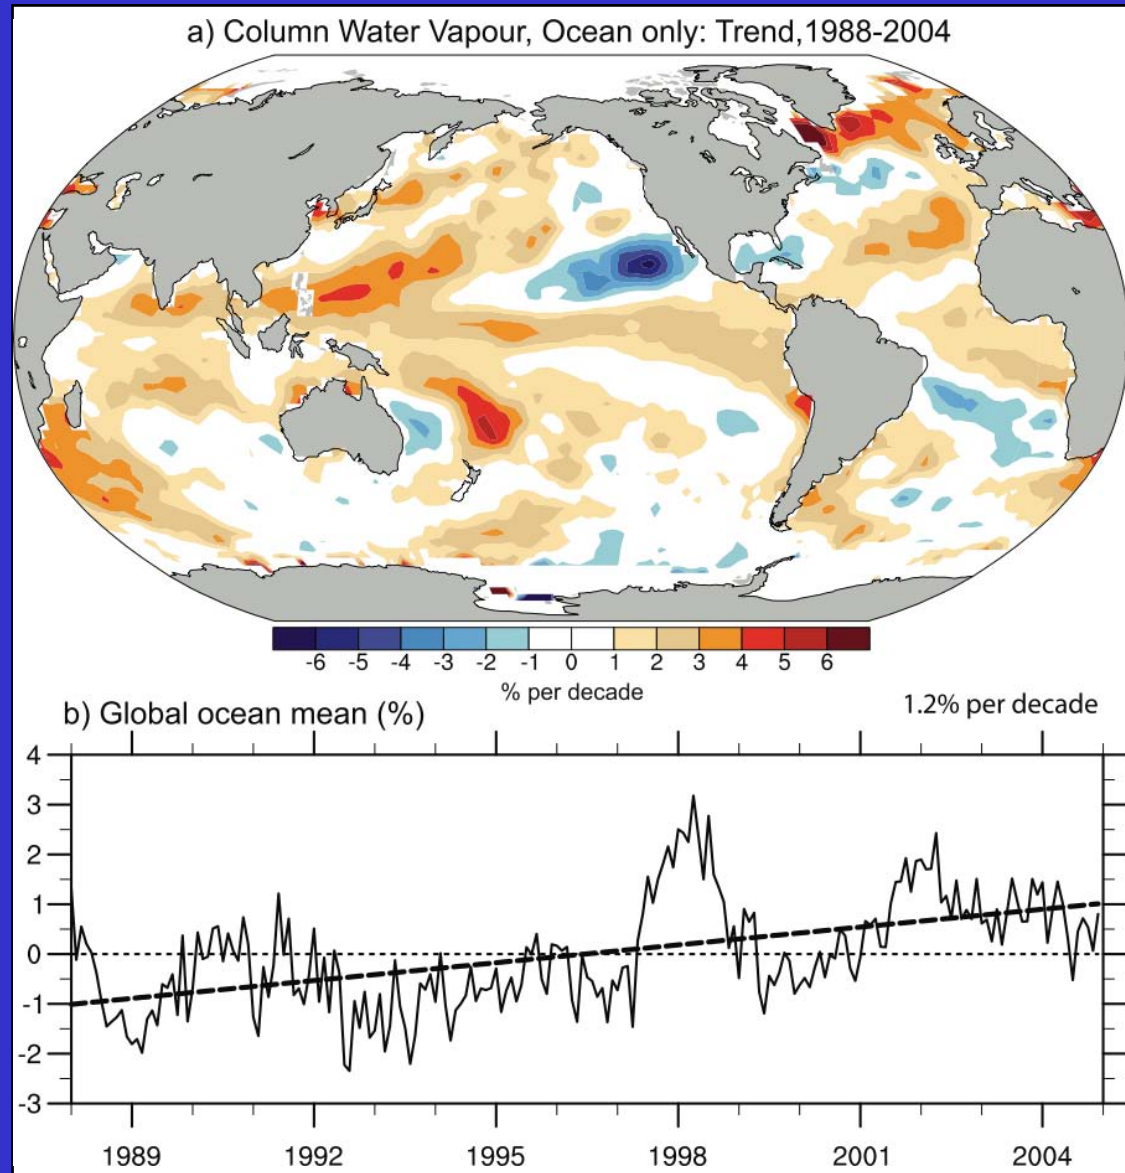 a) Column Water Vapour, Ocean only: Trend,1988-2004
-6 -5 -4 -3 -2 -1 0 1 2 3 4 5 6
% per decade
b) Global ocean mean (%)
1.2% per decade
4
3
2
1
0
-1
-2
-3
1989 1992 1995 1998 2001 2004